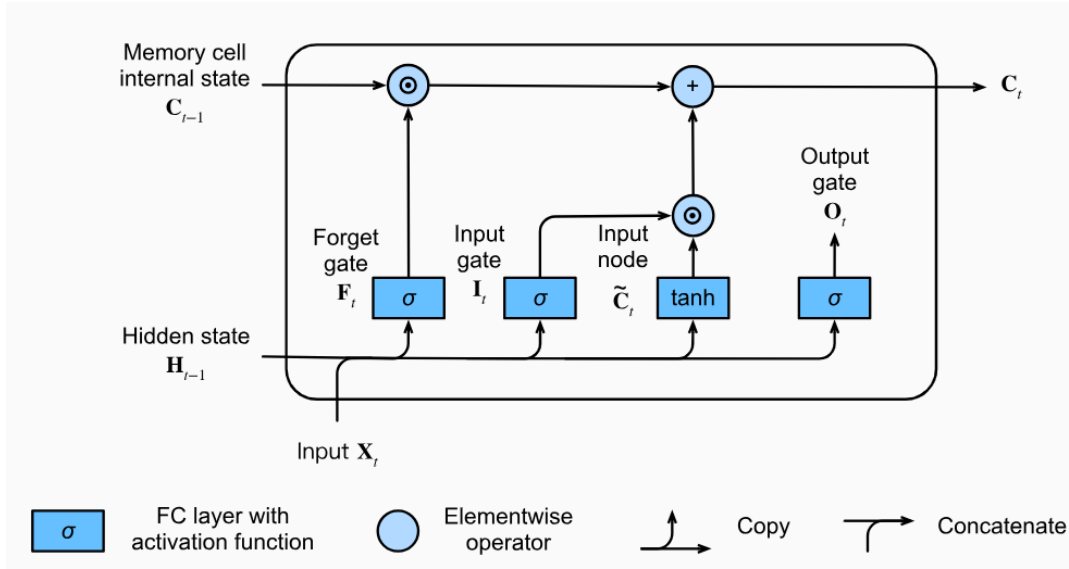 Memory cell
internal state
C_{t−1}
⊙
+
C_t
Output
gate
O_t
⊙
Forget
gate
F_t
Input
gate
I_t
Input
node
C̃_t
σ
σ
tanh
σ
Hidden state
H_{t−1}
Input X_t
σ
FC layer with
activation function
Elementwise
operator
Copy
Concatenate